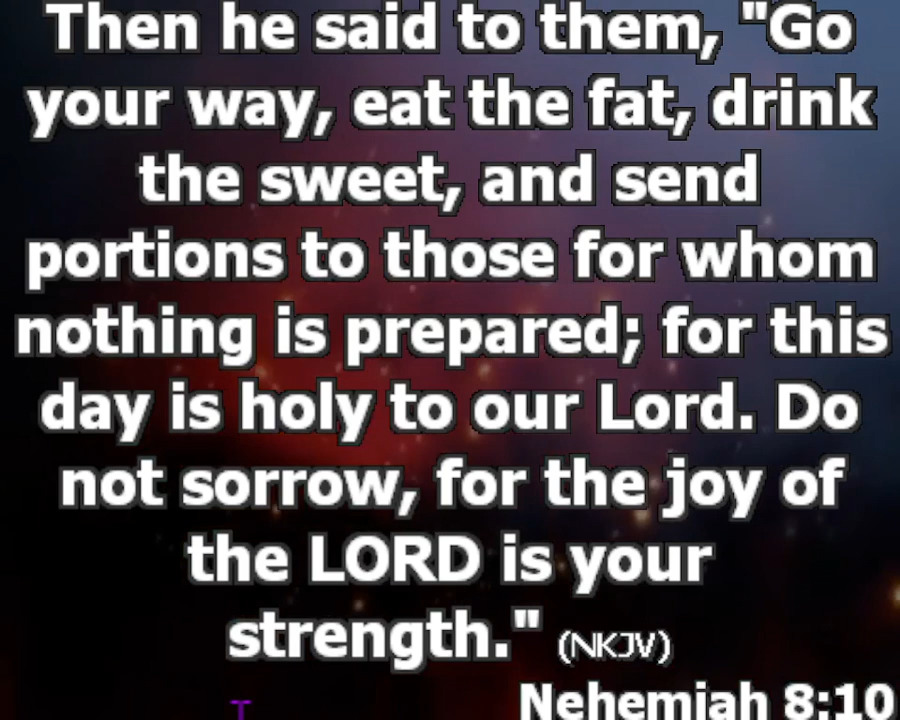 Then he said to them, "Go
your way, eat the fat, drink
the sweet, and send
portions to those for whom
nothing is prepared; for this
day is holy to our Lord. Do
not sorrow, for the joy of
the LORD is your
strength." (NKJV)
Nehemiah 8:10
T